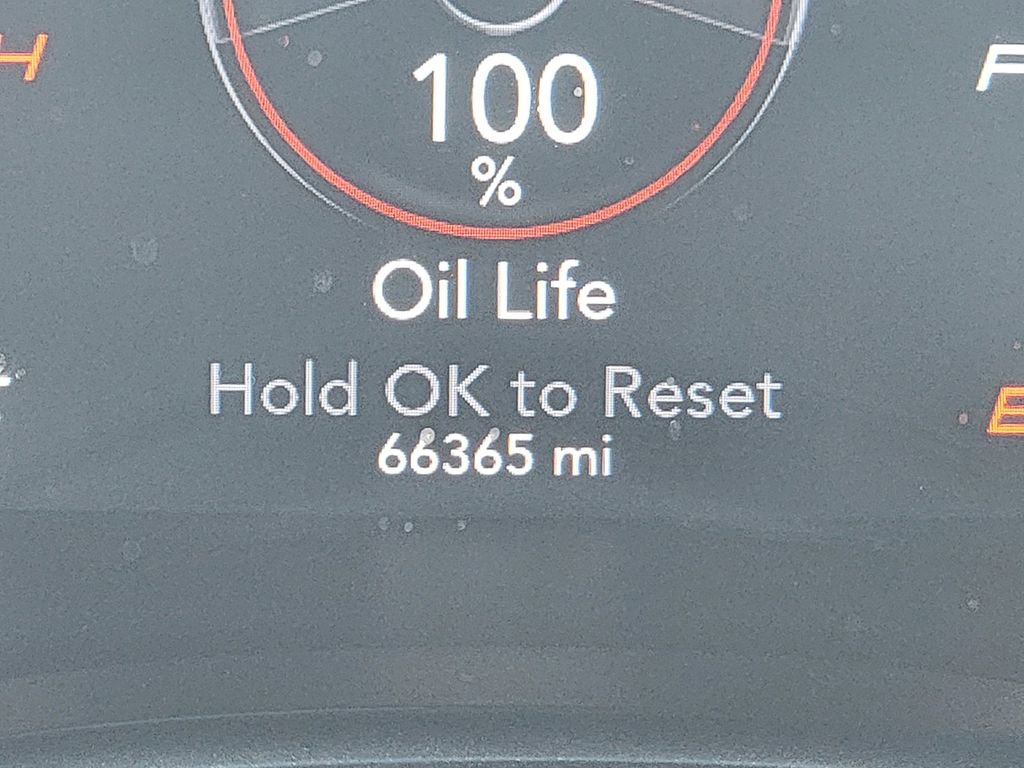 H
F
100
%
Oil Life
Hold OK to Reset
E
66365 mi